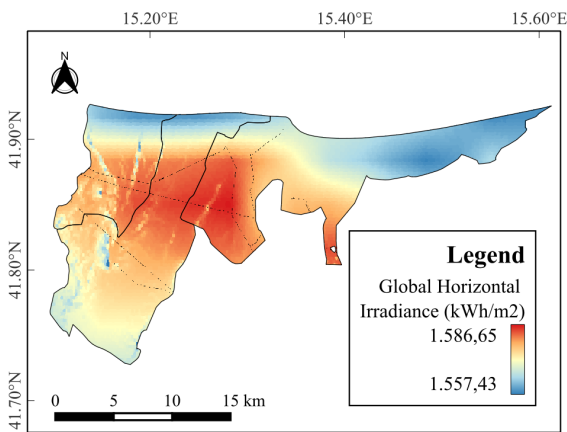 15.20°E 15.40°E 15.60°E
N
41.90°N
41.80°N
41.70°N
Legend
Global Horizontal
Irradiance (kWh/m2)
1.586,65
1.557,43
0 5 10 15 km